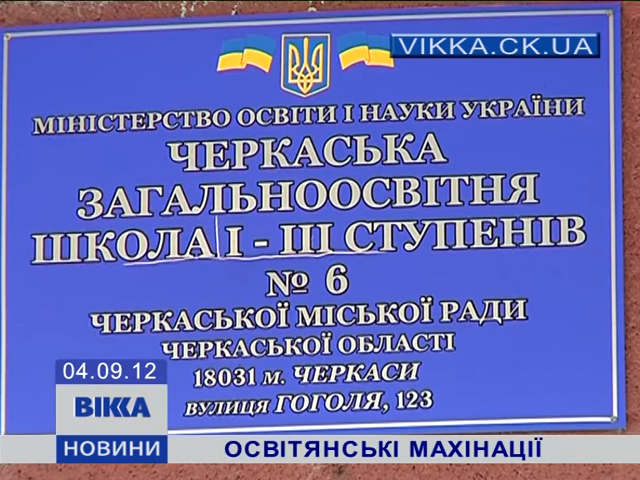 VIKKA.CK.UA
МІНІСТЕРСТВО ОСВІТИ І НАУКИ УКРАЇНИ
ЧЕРКАСЬКА
ЗАГАЛЬНООСВІТНЯ
ШКОЛА І - ІІІ СТУПЕНІВ
№ 6
ЧЕРКАСЬКОЇ МІСЬКОЇ РАДИ
ЧЕРКАСЬКОЇ ОБЛАСТІ
18031 м. ЧЕРКАСИ
вулиця ГОГОЛЯ, 123
04.09.12
ВІККА
НОВИНИ
ОСВІТЯНСЬКІ МАХІНАЦІЇ